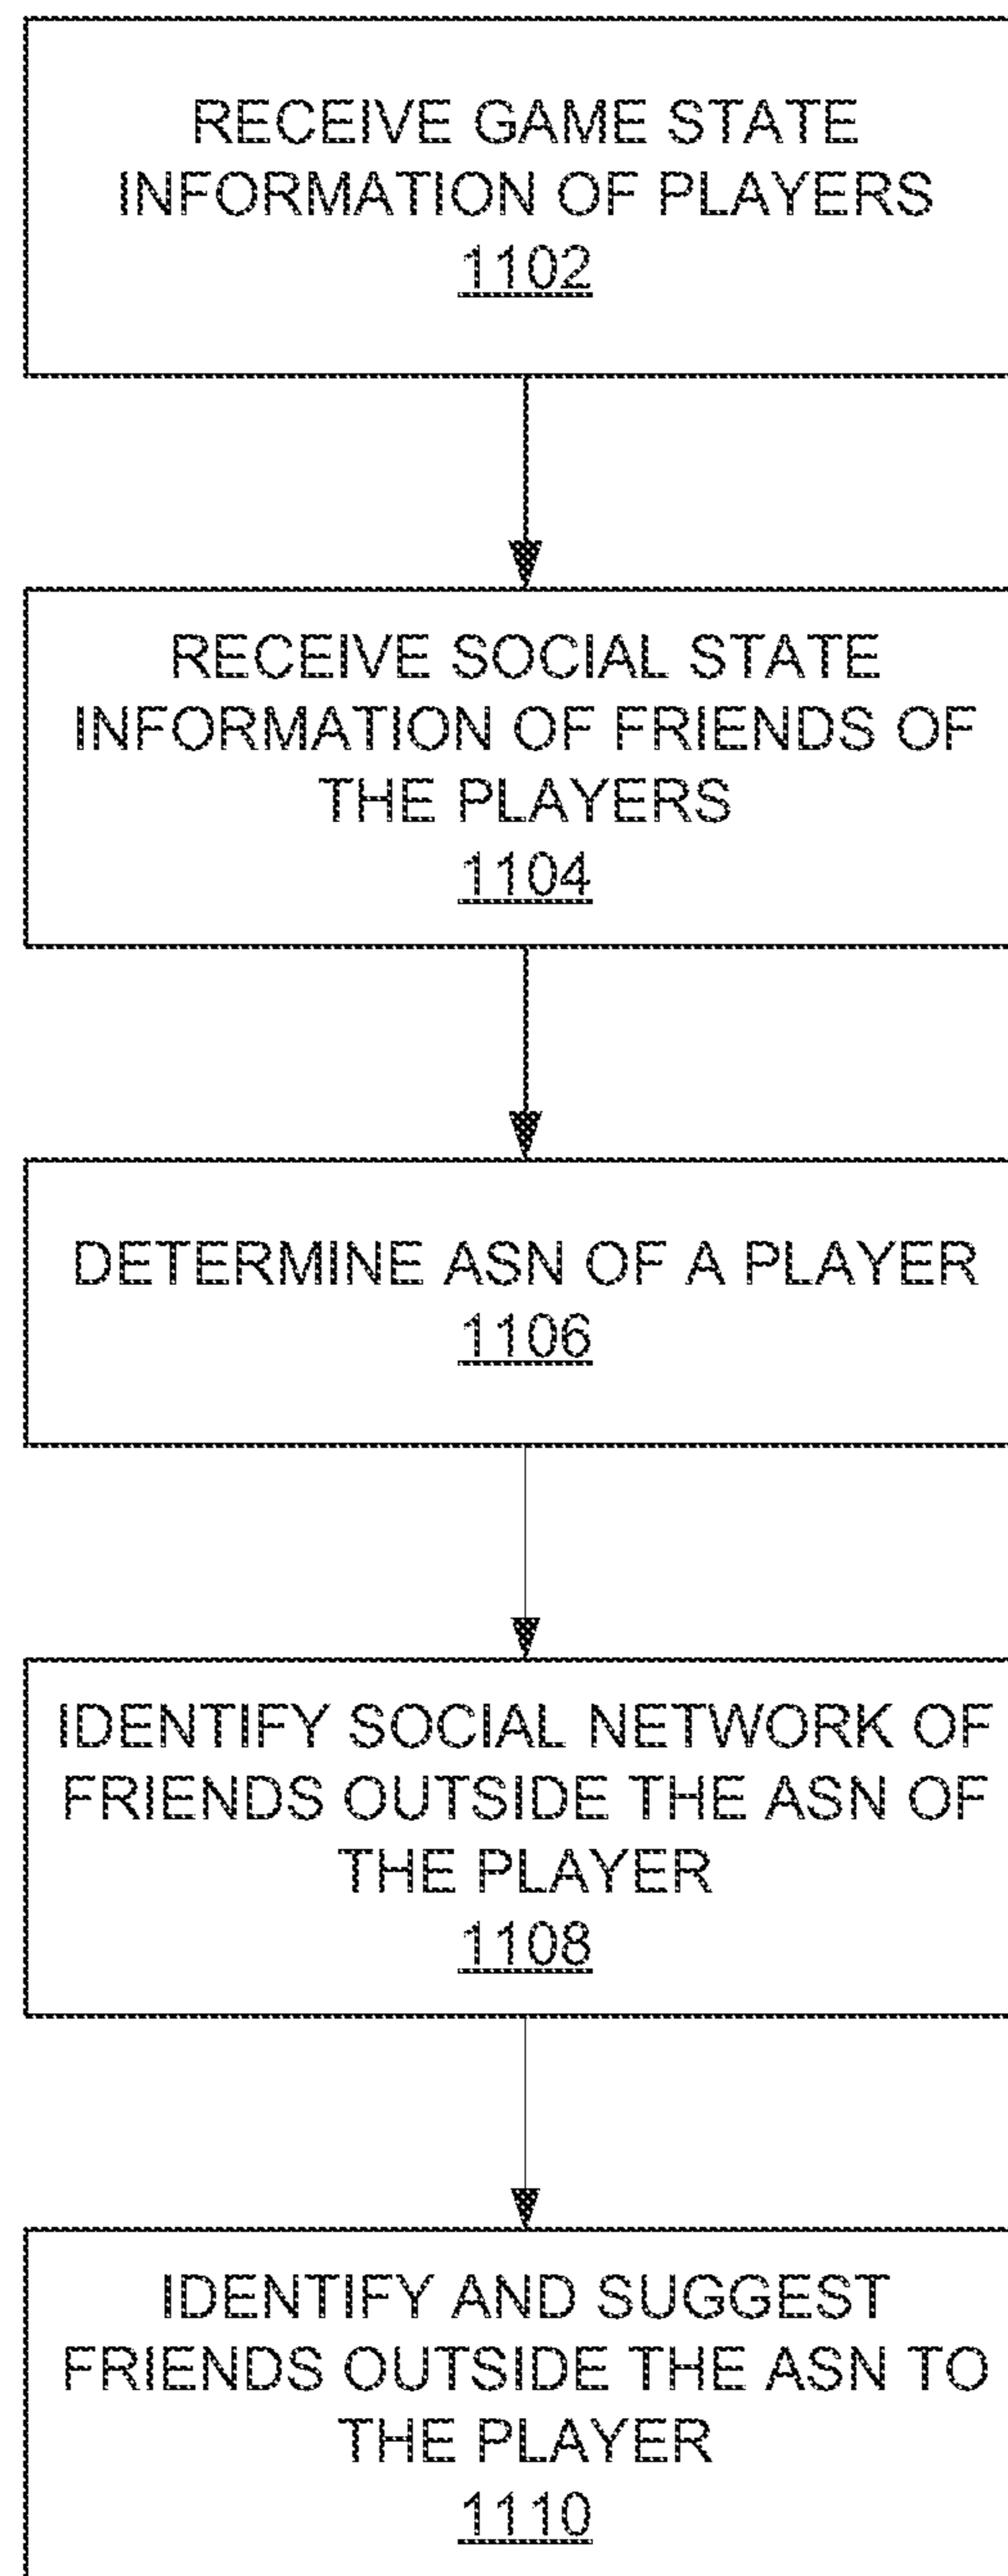 RECEIVE GAME STATE
INFORMATION OF PLAYERS
1102
RECEIVE SOCIAL STATE
INFORMATION OF FRIENDS OF
THE PLAYERS
1104
DETERMINE ASN OF A PLAYER
1106
IDENTIFY SOCIAL NETWORK OF
FRIENDS OUTSIDE THE ASN OF
THE PLAYER
1108
IDENTIFY AND SUGGEST
FRIENDS OUTSIDE THE ASN TO
THE PLAYER
1110